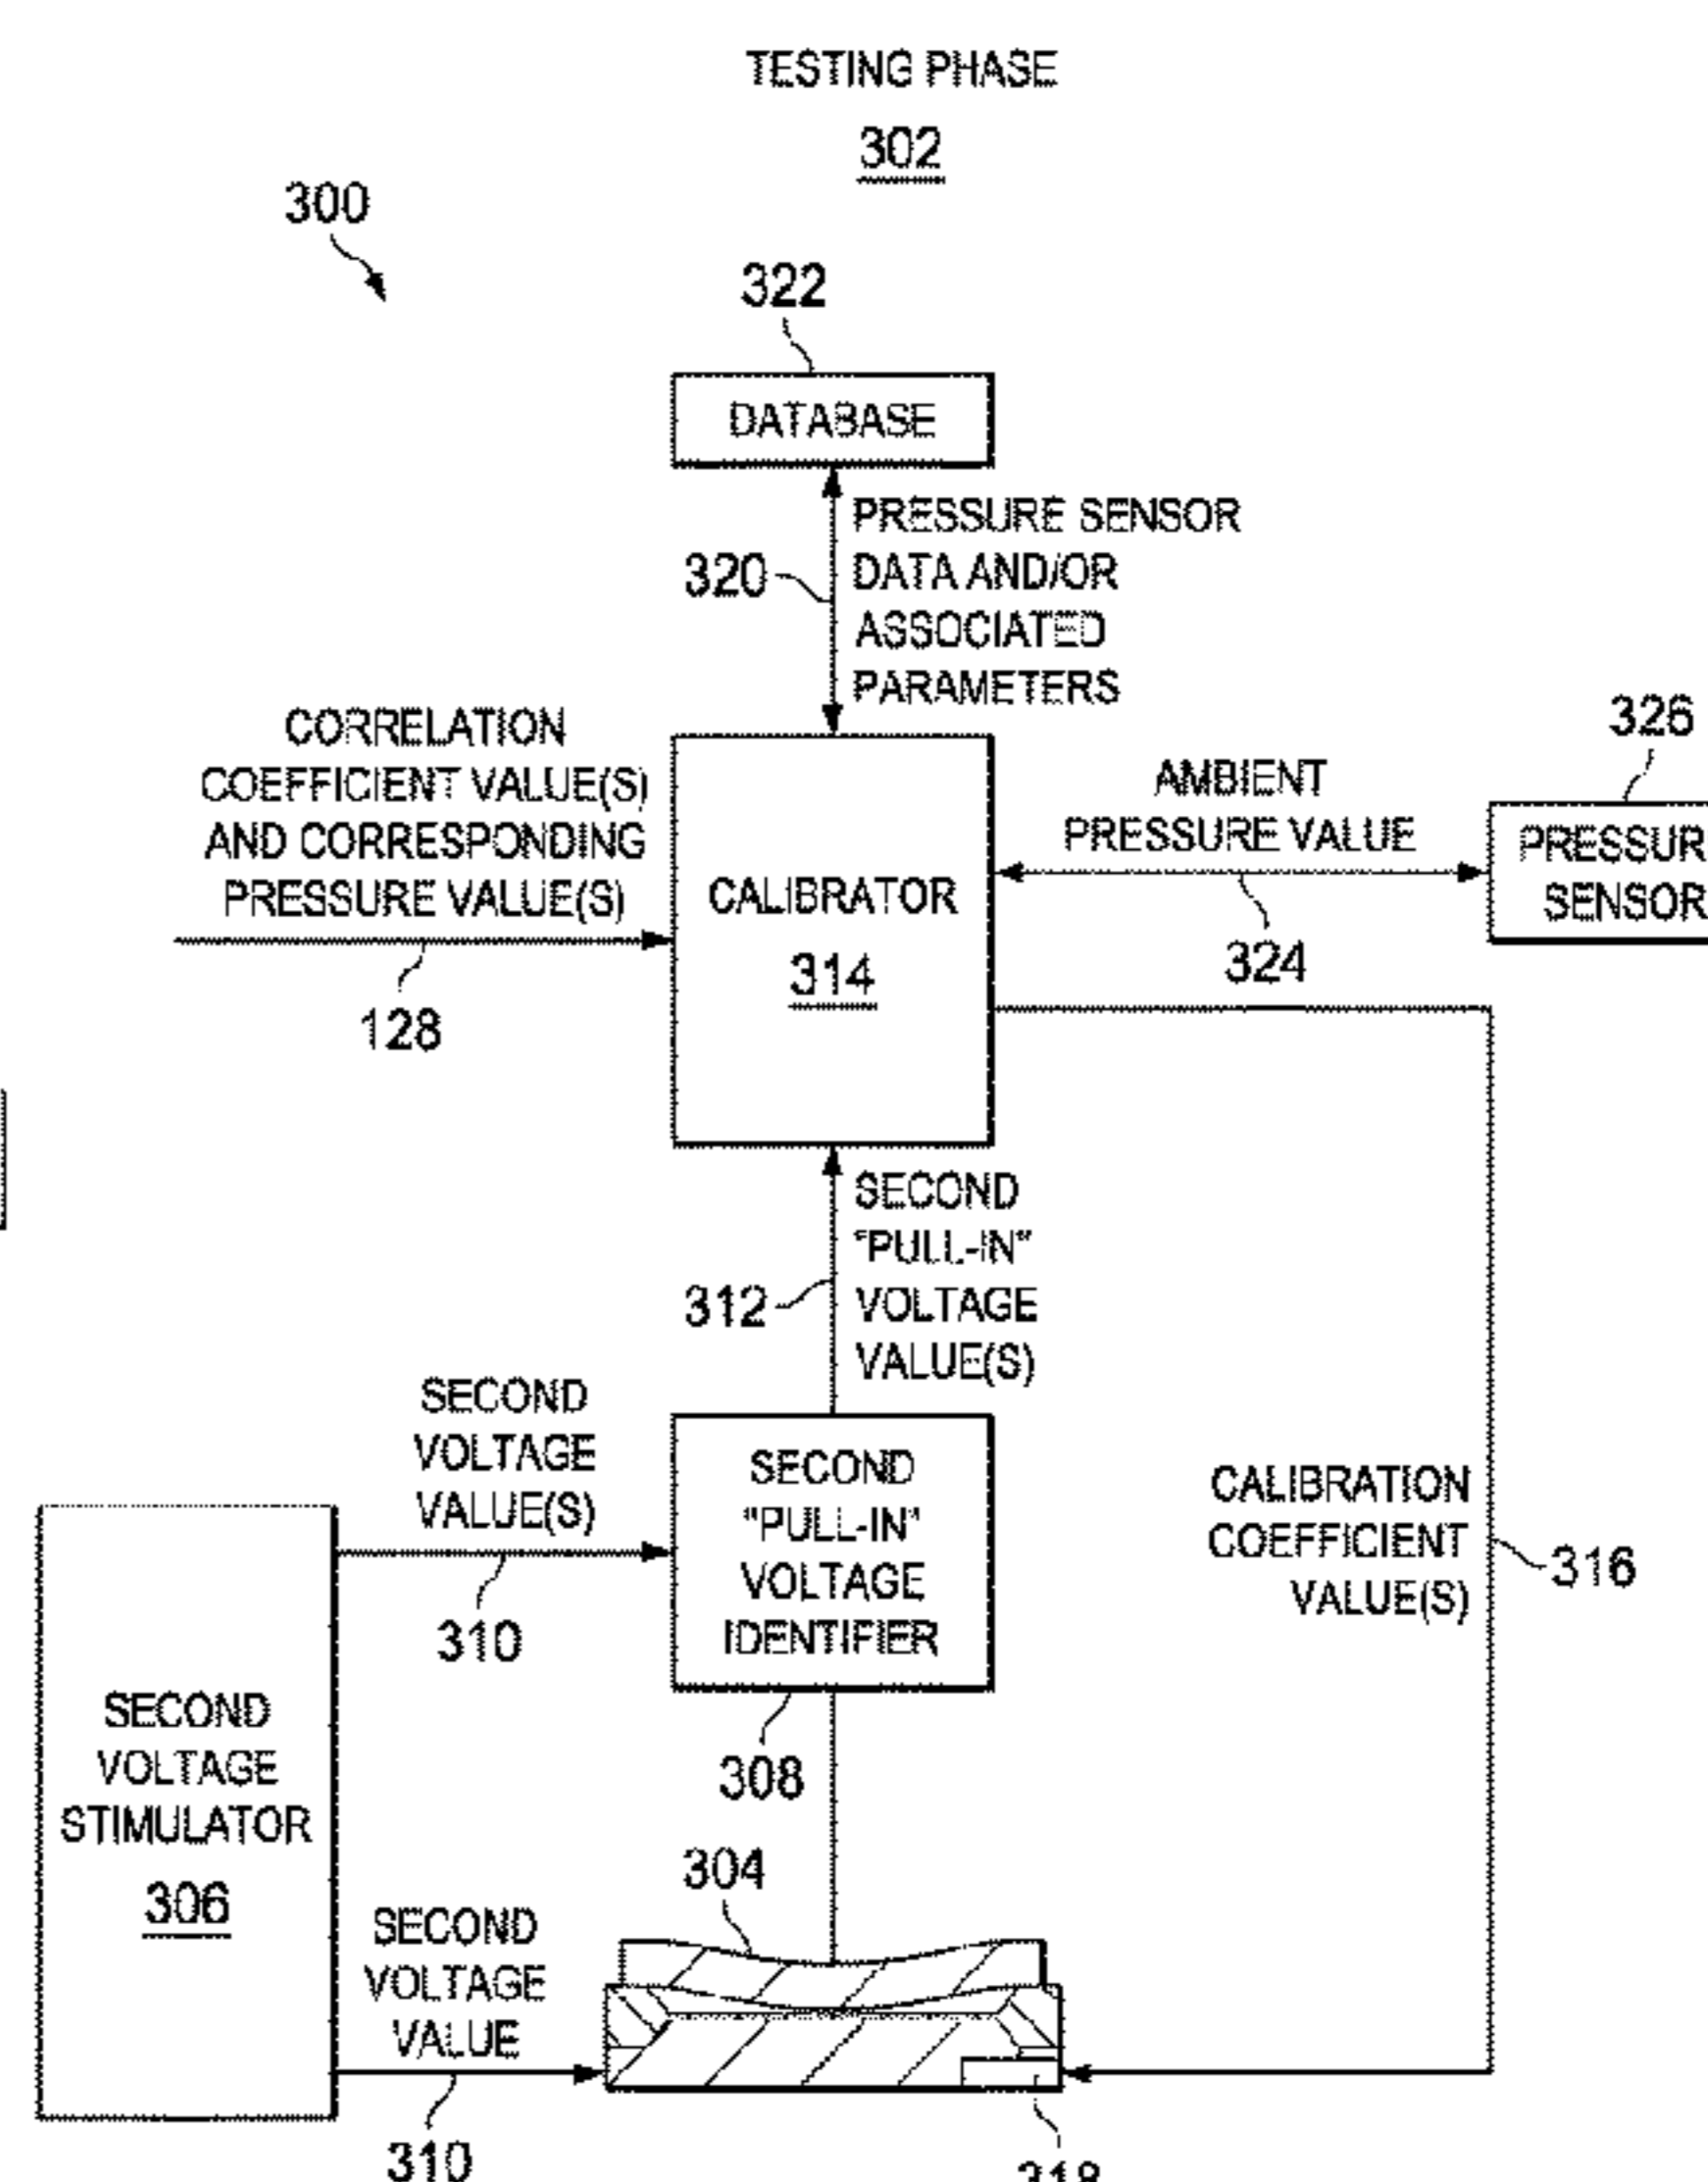 TESTING PHASE
302
300
322
DATABASE
320
PRESSURE SENSOR
DATA AND/OR
ASSOCIATED
PARAMETERS
CORRELATION
COEFFICIENT VALUE(S)
AND CORRESPONDING
PRESSURE VALUE(S)
128
CALIBRATOR
314
AMBIENT
PRESSURE VALUE
324
326
PRESSUR
SENSOR
312
SECOND
"PULL-IN"
VOLTAGE
VALUE(S)
SECOND
VOLTAGE
VALUE(S)
310
SECOND
"PULL-IN"
VOLTAGE
IDENTIFIER
308
CALIBRATION
COEFFICIENT
VALUE(S)
316
SECOND
VOLTAGE
STIMULATOR
306
304
SECOND
VOLTAGE
VALUE
310
318